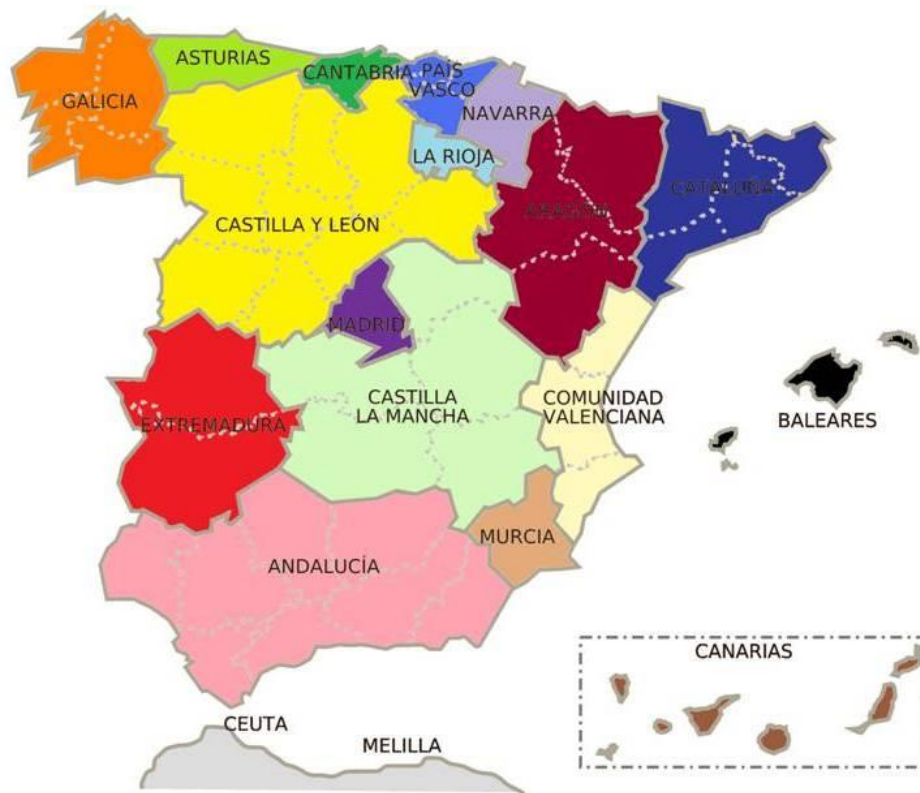 ASTURIAS
CANTABRIA
PAÍS
VASCO
GALICIA
NAVARRA
LA RIOJA
CATALUÑA
ARAGÓN
CASTILLA Y LEÓN
MADRID
CASTILLA
LA MANCHA
COMUNIDAD
VALENCIANA
BALEARES
EXTREMADURA
MURCIA
ANDALUCÍA
CANARIAS
CEUTA
MELILLA